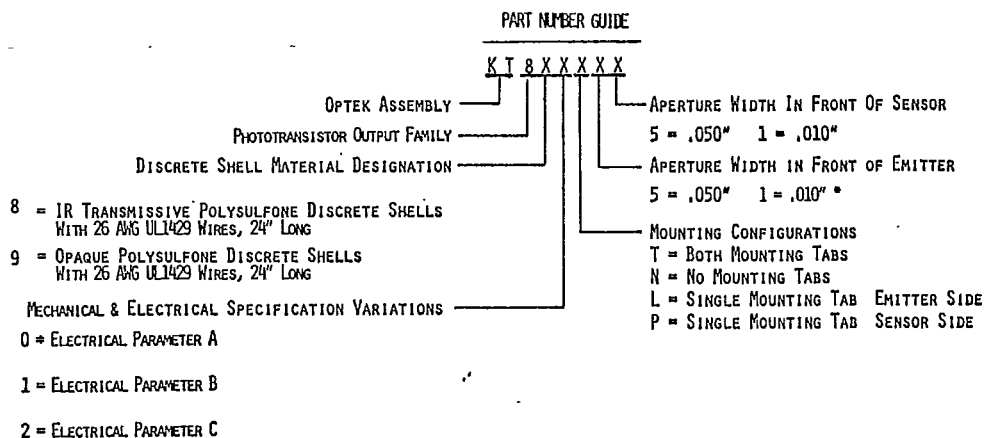 PART NUMBER GUIDE
K T 8 X X X X X
OPTEK ASSEMBLY
PHOTOTRANSISTOR OUTPUT FAMILY
DISCRETE SHELL MATERIAL DESIGNATION
8 = IR TRANSMISSIVE POLYSULFONE DISCRETE SHELLS
WITH 26 AWG UL1429 WIRES, 24" LONG
9 = OPAQUE POLYSULFONE DISCRETE SHELLS
WITH 26 AWG UL1429 WIRES, 24" LONG
MECHANICAL & ELECTRICAL SPECIFICATION VARIATIONS
0 = ELECTRICAL PARAMETER A
1 = ELECTRICAL PARAMETER B
2 = ELECTRICAL PARAMETER C
APERTURE WIDTH IN FRONT OF SENSOR
5 = .050" 1 = .010"
APERTURE WIDTH IN FRONT OF EMITTER
5 = .050" 1 = .010"
MOUNTING CONFIGURATIONS
T = BOTH MOUNTING TABS
N = NO MOUNTING TABS
L = SINGLE MOUNTING TAB EMITTER SIDE
P = SINGLE MOUNTING TAB SENSOR SIDE